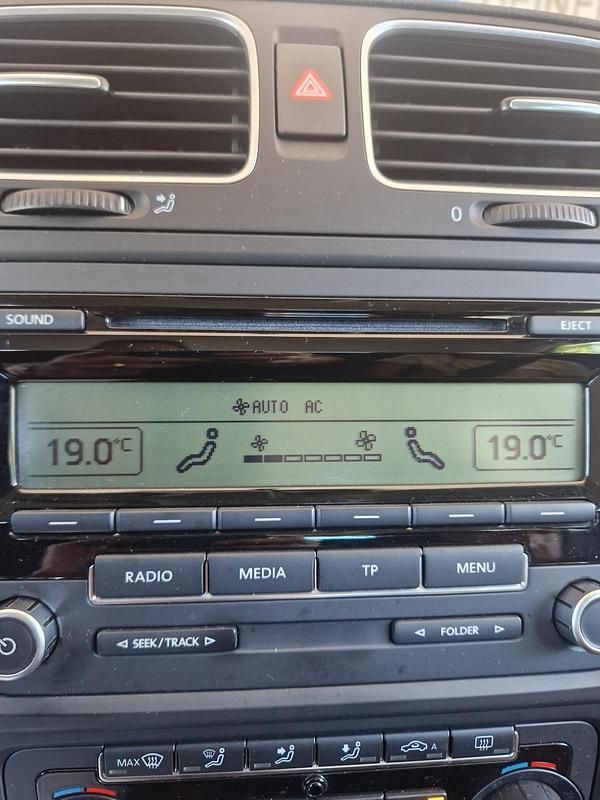 0
SOUND EJECT
AUTO AC
19.0°C 19.0°C
RADIO MEDIA TP MENU
SEEK/TRACK FOLDER
MAX A